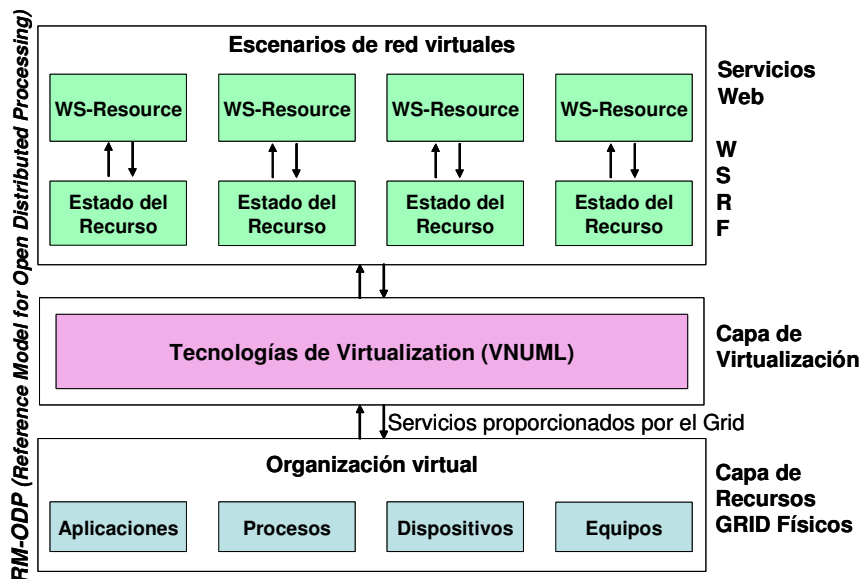 RM-ODP (Reference Model for Open Distributed Processing)
Escenarios de red virtuales
WS-Resource
WS-Resource
WS-Resource
WS-Resource
Estado del
Recurso
Estado del
Recurso
Estado del
Recurso
Estado del
Recurso
Servicios
Web
W
S
R
F
Tecnologías de Virtualization (VNUML)
Capa de
Virtualización
Servicios proporcionados por el Grid
Organización virtual
Aplicaciones
Procesos
Dispositivos
Equipos
Capa de
Recursos
GRID Físicos